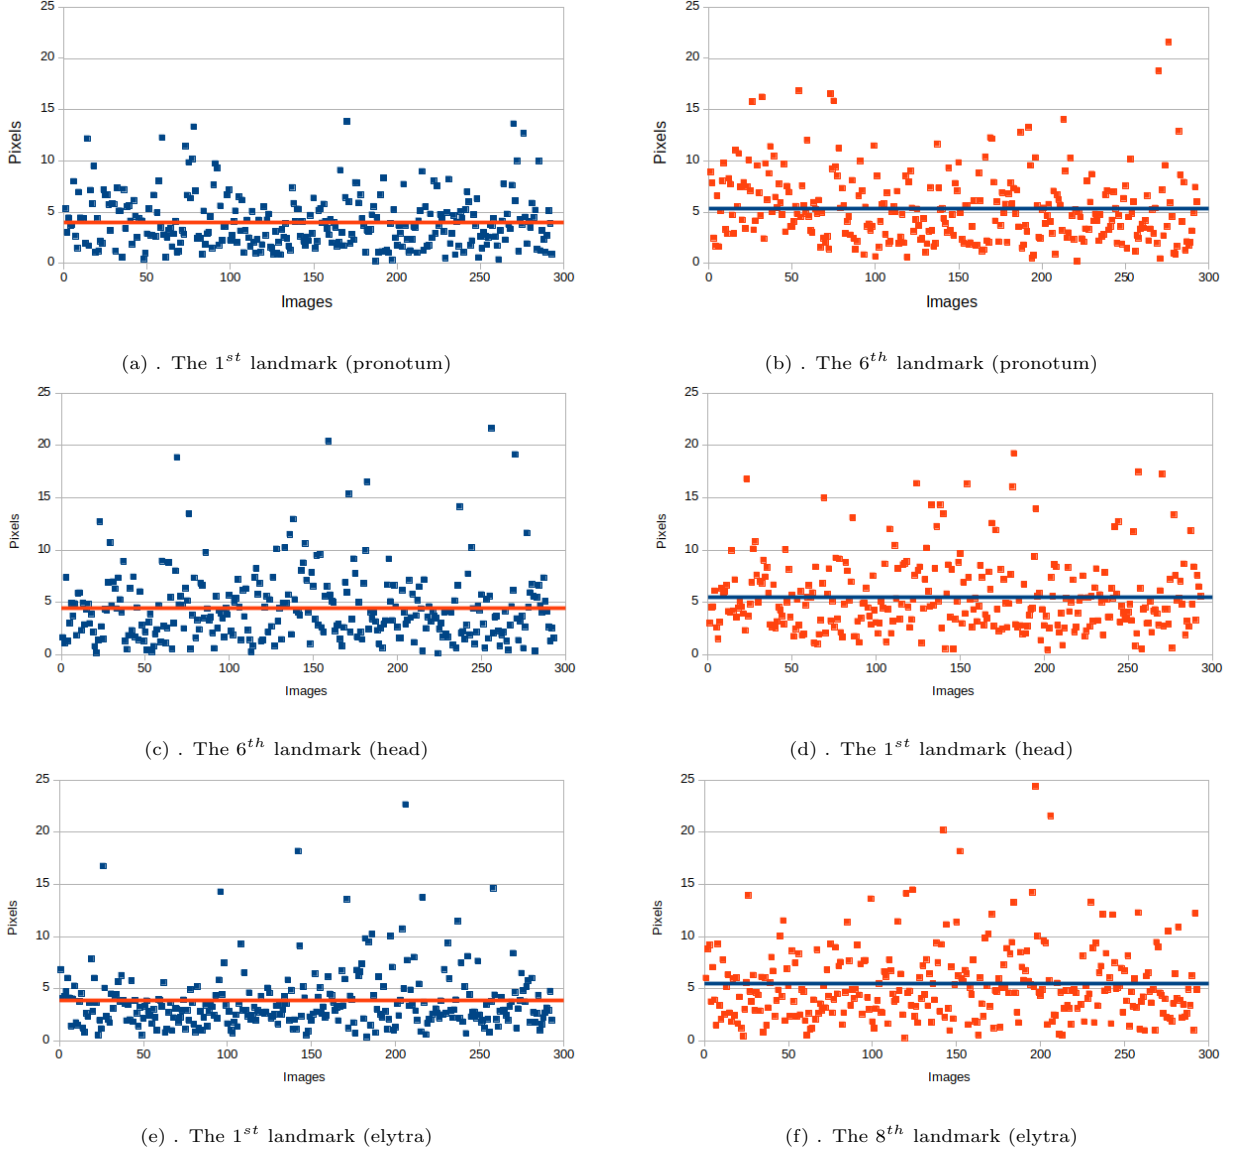 25
20
15
10
5
0
Pixels
0 50 100 150 200 250 300
Images
(a) . The 1st landmark (pronotum)
25
20
15
10
5
0
Pixels
0 50 100 150 200 250 300
Images
(b) . The 6th landmark (pronotum)
25
20
15
10
5
0
Pixels
0 50 100 150 200 250 300
Images
(c) . The 6th landmark (head)
25
20
15
10
5
0
Pixels
0 50 100 150 200 250 300
Images
(d) . The 1st landmark (head)
25
20
15
10
5
0
Pixels
0 50 100 150 200 250 300
Images
(e) . The 1st landmark (elytra)
25
20
15
10
5
0
Pixels
0 50 100 150 200 250 300
Images
(f) . The 8th landmark (elytra)